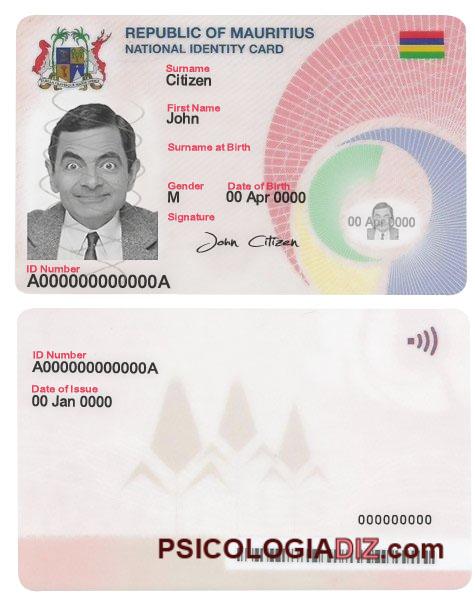 REPUBLIC OF MAURITIUS
NATIONAL IDENTITY CARD
Surname
Citizen
First Name
John
Surname at Birth
Gender
M
Date of Birth
00 Apr 0000
Signature
John Citizen
00 Apr 0000
ID Number
A000000000000A
ID Number
A000000000000A
Date of Issue
00 Jan 0000
000000000
PSICOLOGIADIZ.com